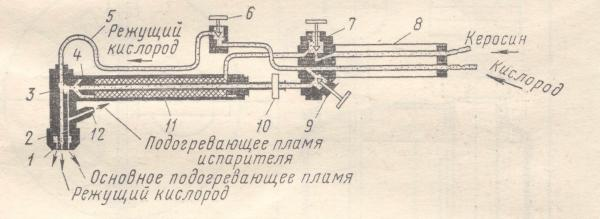 6
7
8
5
Режущий
кислород
Керосин
Кислород
4
3
2
1
12
11
10
9
Подогревающее пламя
испарителя
Основное подогревающее пламя
Режущий кислород